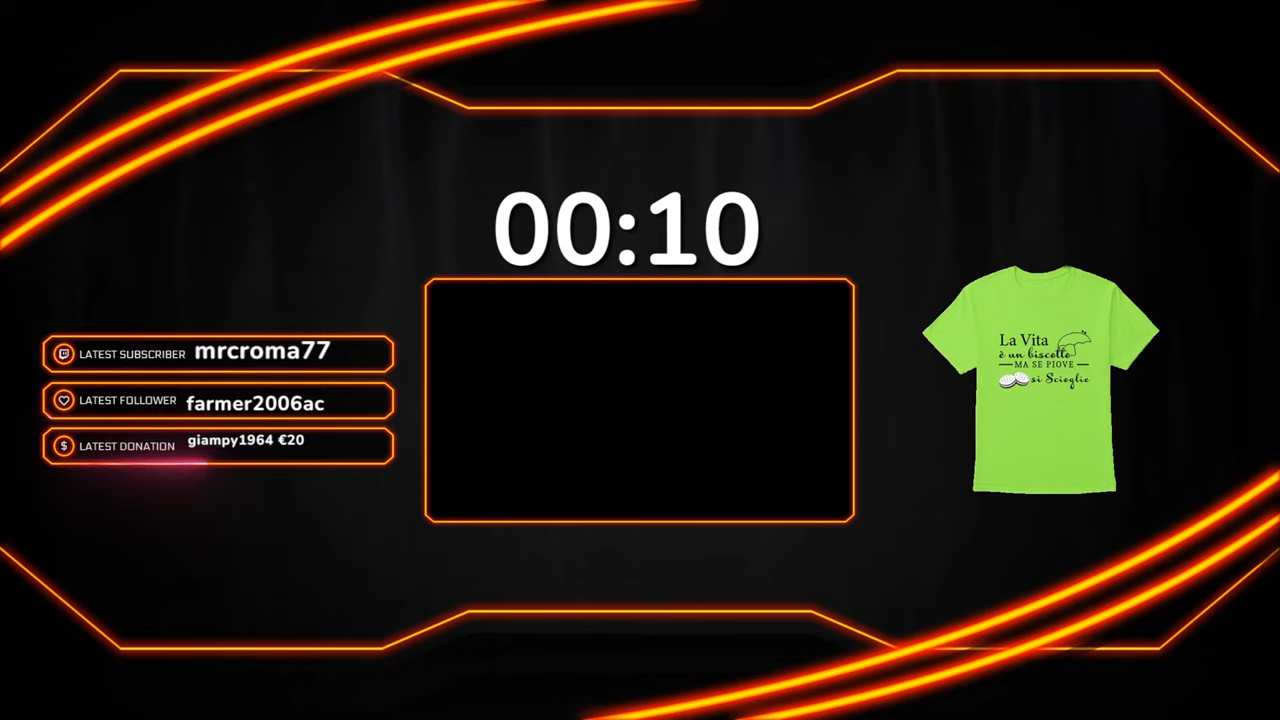 00:10
LATEST SUBSCRIBER mrcroma77
LATEST FOLLOWER farmer2006ac
$ LATEST DONATION giampy1964 €20
La Vita
è un biscotto
MA SE PIOVE
si Scioglie